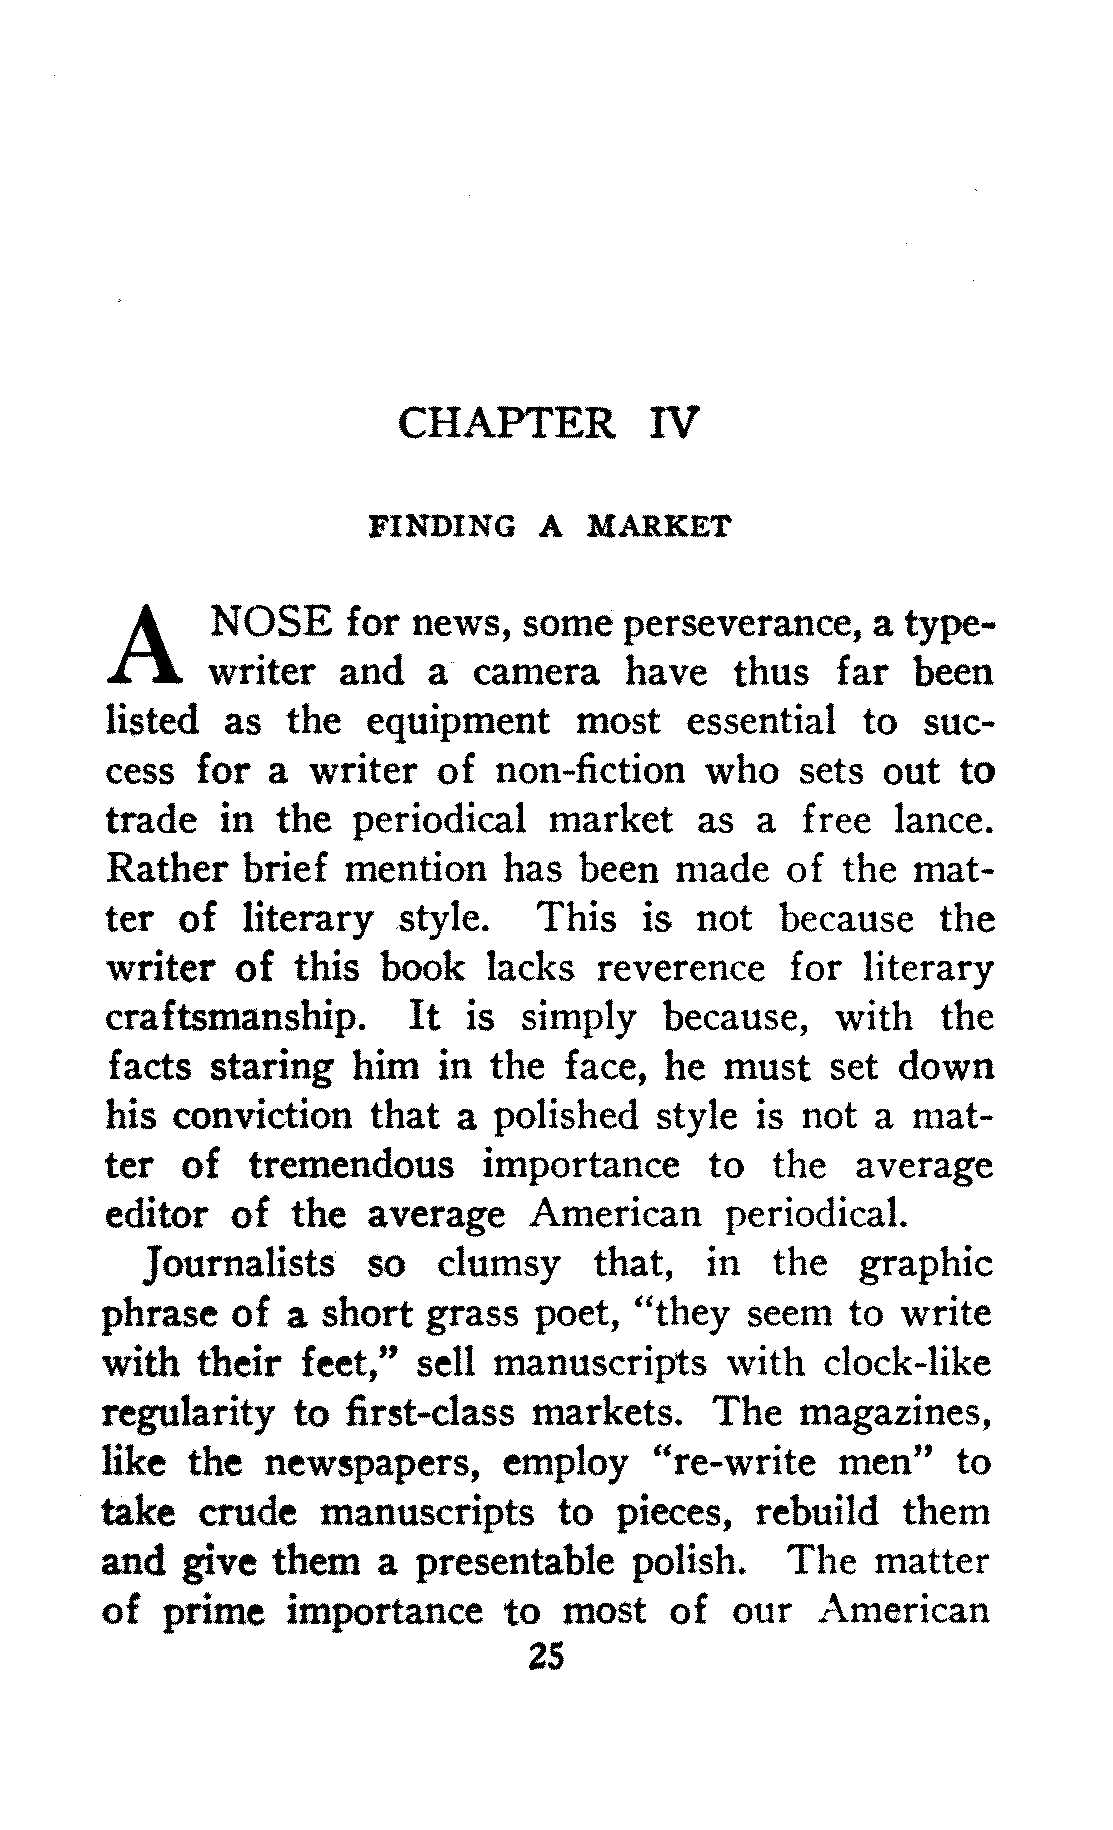 CHAPTER IV
FINDING A MARKET
A NOSE for news, some perseverance, a type-
writer and a camera have thus far been
listed as the equipment most essential to suc-
cess for a writer of non-fiction who sets out to
trade in the periodical market as a free lance.
Rather brief mention has been made of the mat-
ter of literary style. This is not because the
writer of this book lacks reverence for literary
craftsmanship. It is simply because, with the
facts staring him in the face, he must set down
his conviction that a polished style is not a mat-
ter of tremendous importance to the average
editor of the average American periodical.
Journalists so clumsy that, in the graphic
phrase of a short grass poet, “they seem to write
with their feet,” sell manuscripts with clock-like
regularity to first-class markets. The magazines,
like the newspapers, employ “re-write men” to
take crude manuscripts to pieces, rebuild them
and give them a presentable polish. The matter
of prime importance to most of our American
25